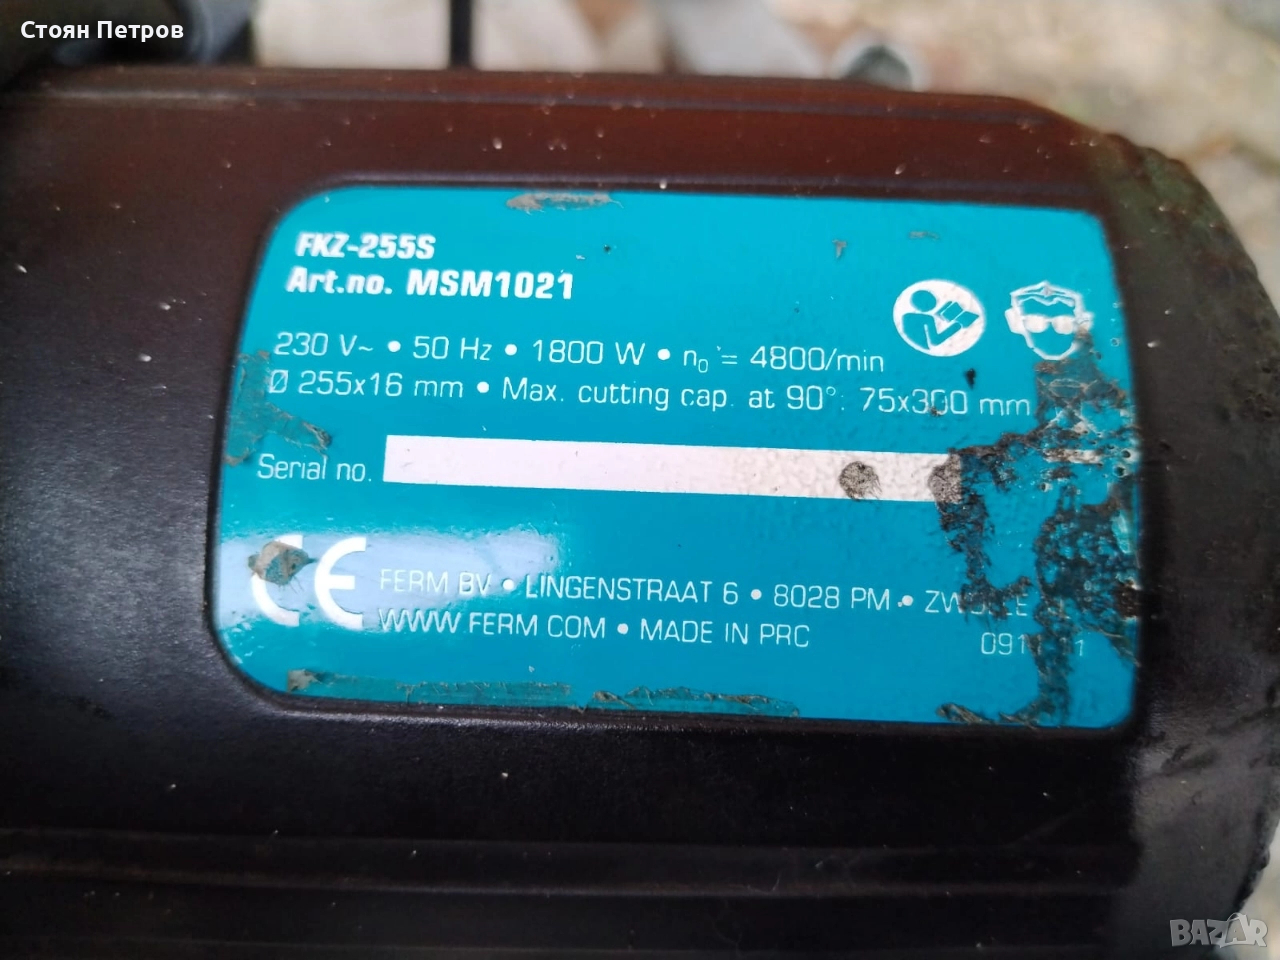 Стоян Петров
FKZ-255S
Art.no. MSM1021
230 V~ • 50 Hz • 1800 W • n₀ = 4800/min
Ø 255x16 mm • Max. cutting cap. at 90°: 75x300 mm
Serial no.
CE
FERM BV • LINGENSTRAAT 6 • 8028 PM •
WWW.FERM.COM • MADE IN PRC
BAZAR